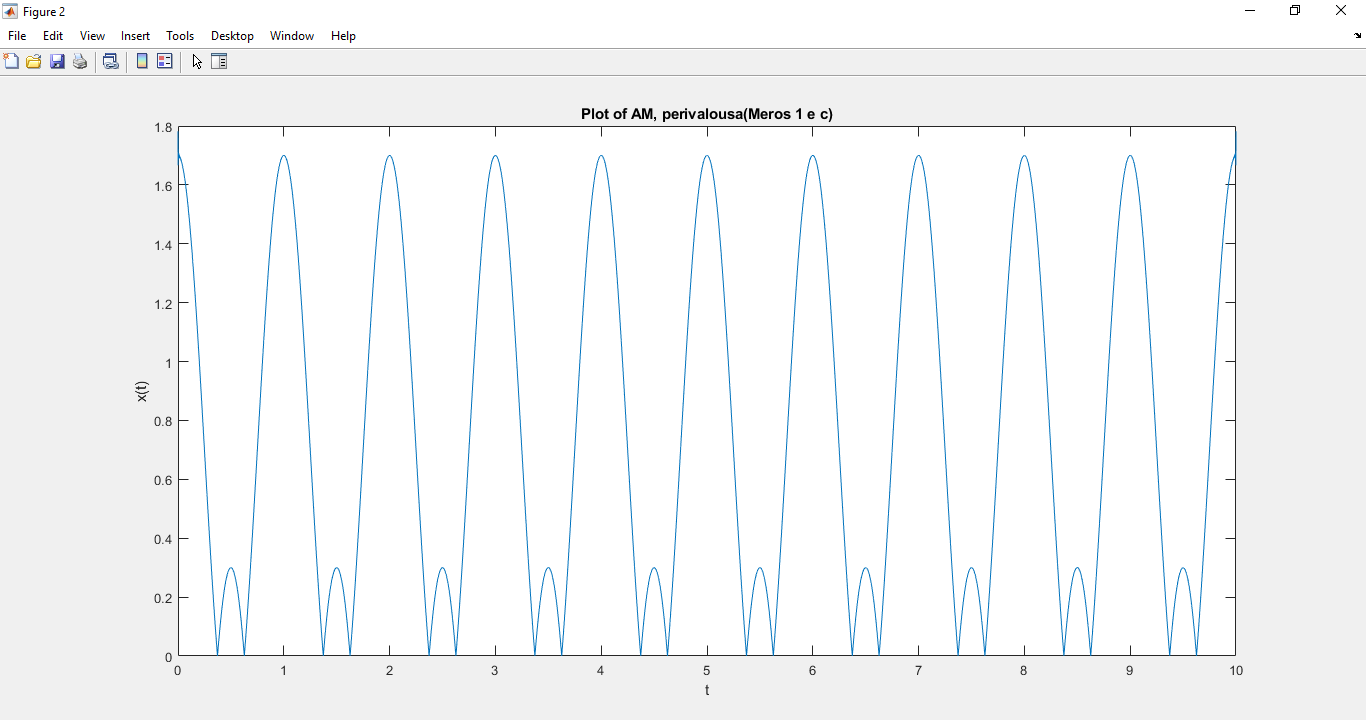 Figure 2
File Edit View Insert Tools Desktop Window Help
Plot of AM, perivalousa(Meros 1 e c)
1.8
1.6
1.4
1.2
1
0.8
0.6
0.4
0.2
0
x(t)
0 1 2 3 4 5 6 7 8 9 10
t